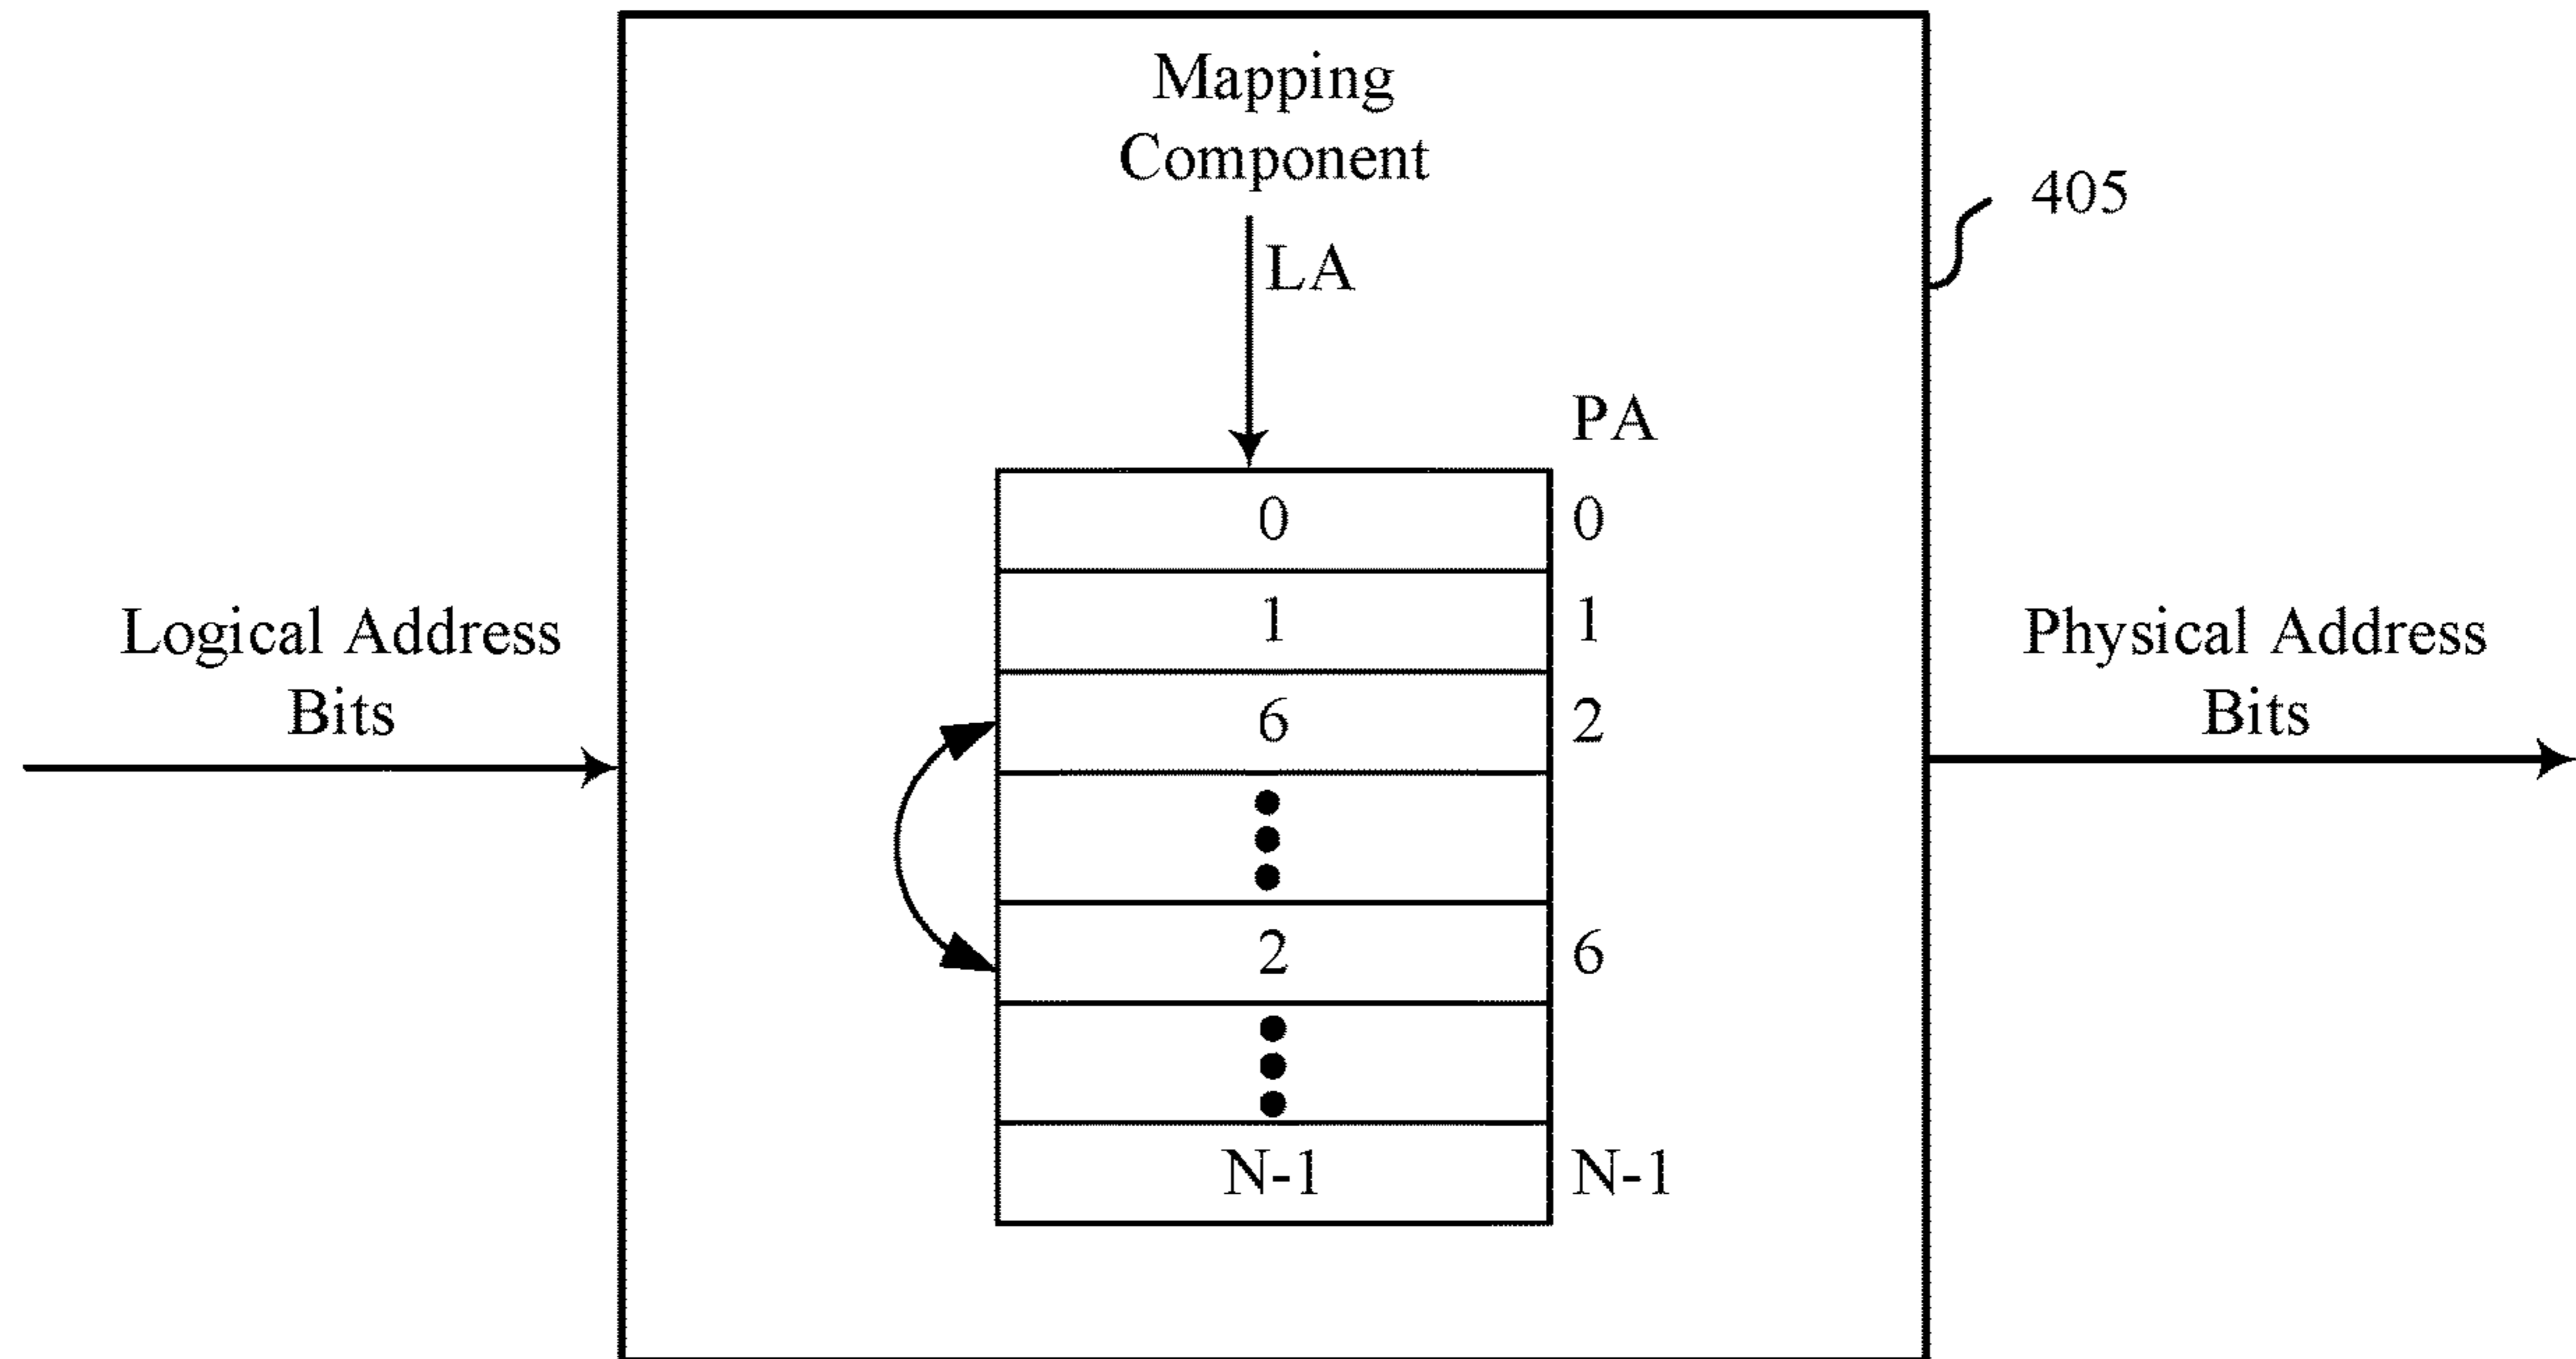 Mapping
Component
405
LA
PA
0 0
1 1
Logical Address
Bits
6 2
Physical Address
Bits
2 6
N-1 N-1